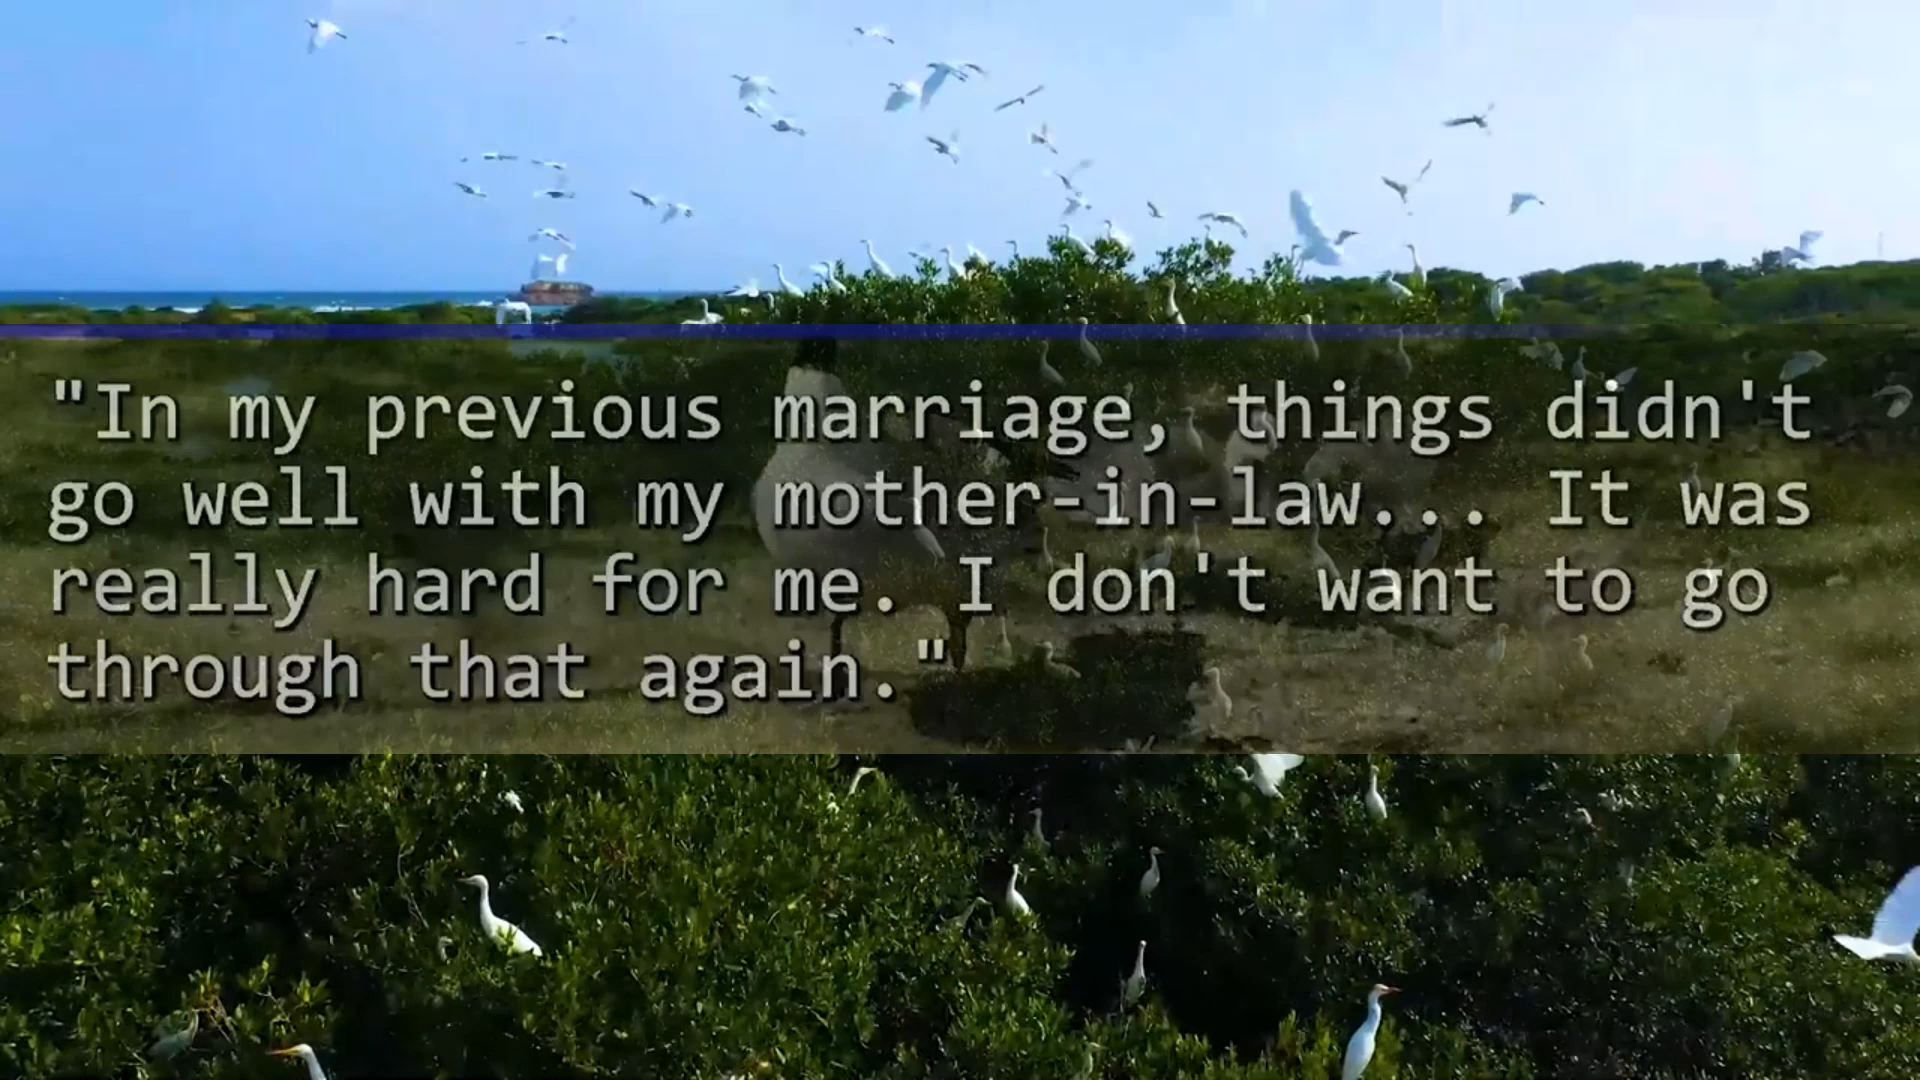 "In my previous marriage, things didn't
go well with my mother-in-law... It was
really hard for me. I don't want to go
through that again."